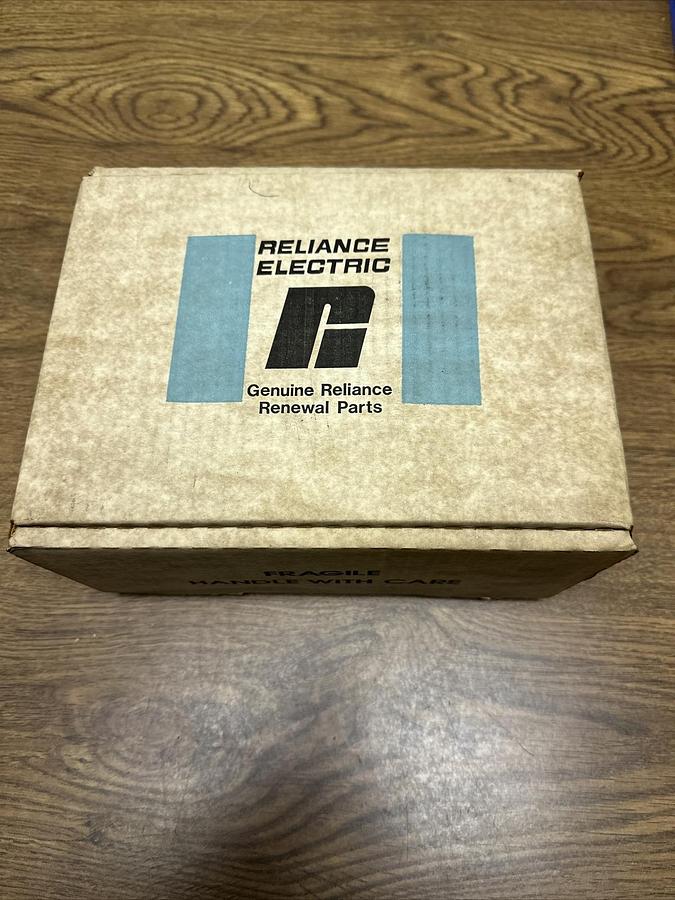 RELIANCE
ELECTRIC
Genuine Reliance
Renewal Parts
FRAGILE
HANDLE WITH CARE